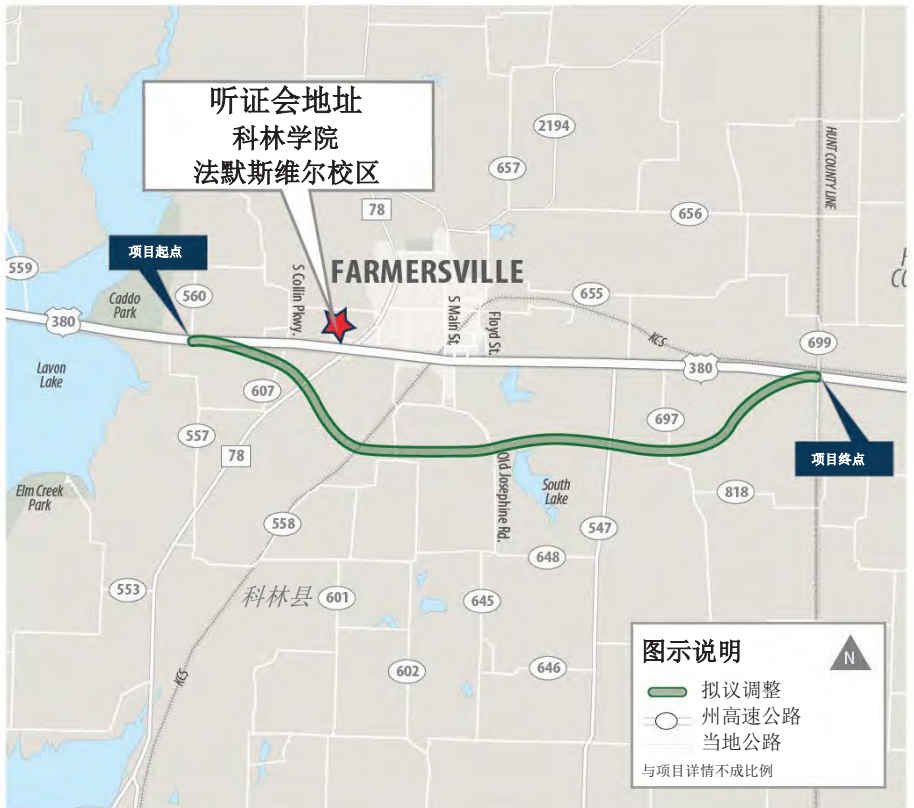 听证会地址
科林学院
法默斯维尔校区
2194
657
78
656
HUNT COUNTY LINE
项目起点
559
Caddo
Park
560
S Collin Pkwy.
FARMERSVILLE
S Main St.
Floyd St.
655
KCS
380
380
699
Lavon
Lake
607
557
78
697
项目终点
Elm Creek
Park
Old Josephine Rd.
South
Lake
818
558
547
648
553
科林县
601
645
602
646
KCS
图示说明
N
拟议调整
州高速公路
当地公路
与项目详情不成比例